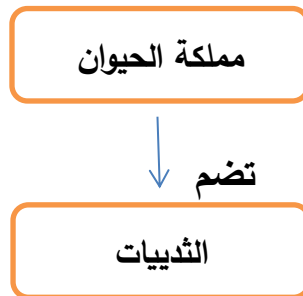 مملكة الحيوان
تضم
الثدييات